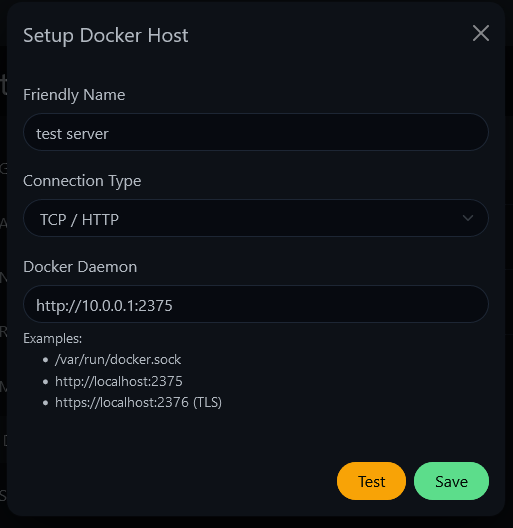 Setup Docker Host
Friendly Name
test server
Connection Type
TCP / HTTP
Docker Daemon
http://10.0.0.1:2375
Examples:
• /var/run/docker.sock
• http://localhost:2375
• https://localhost:2376 (TLS)
Test Save